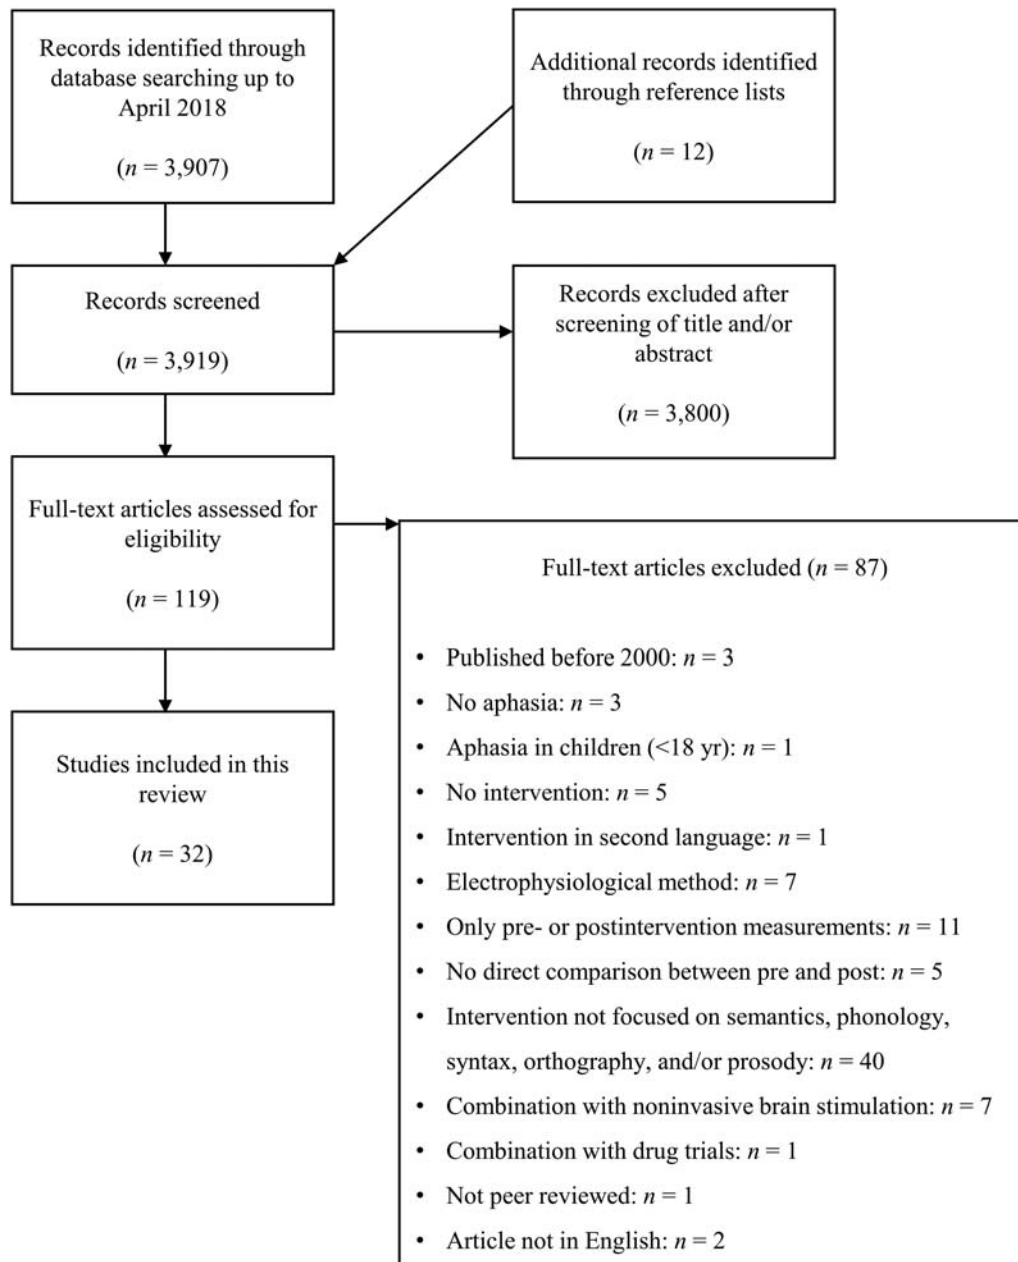 Records identified through
database searching up to
April 2018
(n = 3,907)
Additional records identified
through reference lists
(n = 12)
Records screened
(n = 3,919)
Records excluded after
screening of title and/or
abstract
(n = 3,800)
Full-text articles assessed for
eligibility
(n = 119)
Full-text articles excluded (n = 87)
• Published before 2000: n = 3
• No aphasia: n = 3
• Aphasia in children (<18 yr): n = 1
• No intervention: n = 5
• Intervention in second language: n = 1
• Electrophysiological method: n = 7
• Only pre- or postintervention measurements: n = 11
• No direct comparison between pre and post: n = 5
• Intervention not focused on semantics, phonology,
syntax, orthography, and/or prosody: n = 40
• Combination with noninvasive brain stimulation: n = 7
• Combination with drug trials: n = 1
• Not peer reviewed: n = 1
• Article not in English: n = 2
Studies included in this
review
(n = 32)